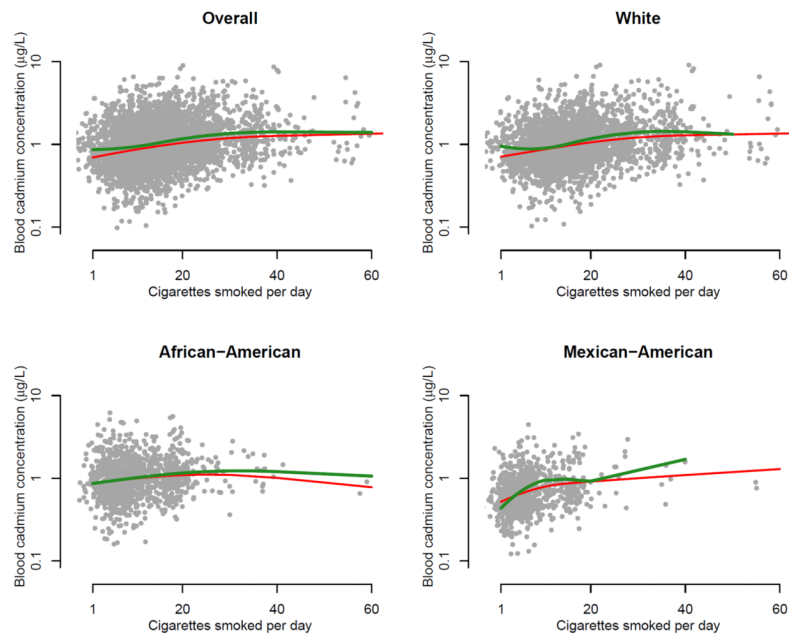 Overall
Blood cadmium concentration (µg/L)
10
1
0.1
1 20 40 60
Cigarettes smoked per day
White
Blood cadmium concentration (µg/L)
10
1
0.1
1 20 40 60
Cigarettes smoked per day
African−American
Blood cadmium concentration (µg/L)
10
1
0.1
1 20 40 60
Cigarettes smoked per day
Mexican−American
Blood cadmium concentration (µg/L)
10
1
0.1
1 20 40 60
Cigarettes smoked per day